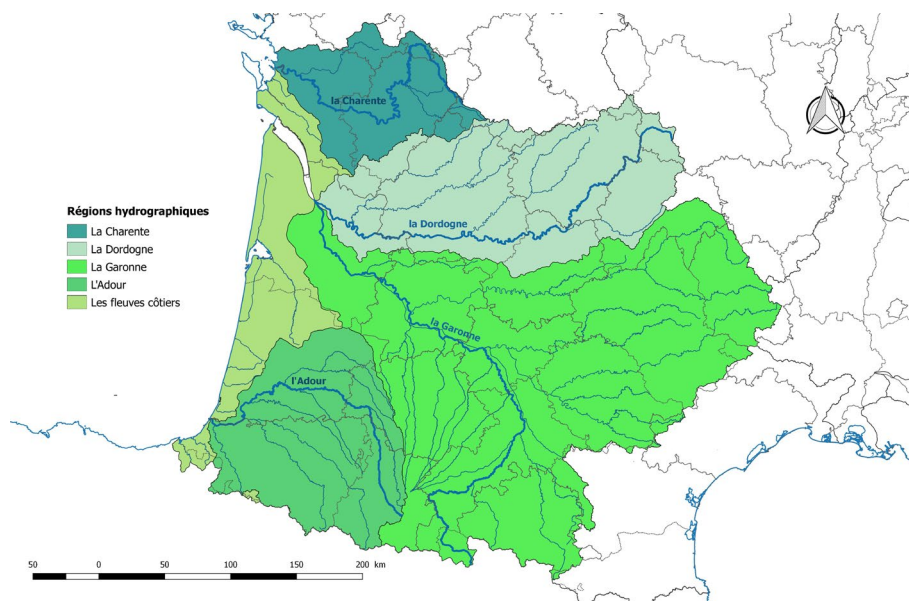 la Charente
la Dordogne
Régions hydrographiques
La Charente
La Dordogne
La Garonne
L'Adour
Les fleuves côtiers
la Garonne
l'Adour
50 0 50 100 150 200 km